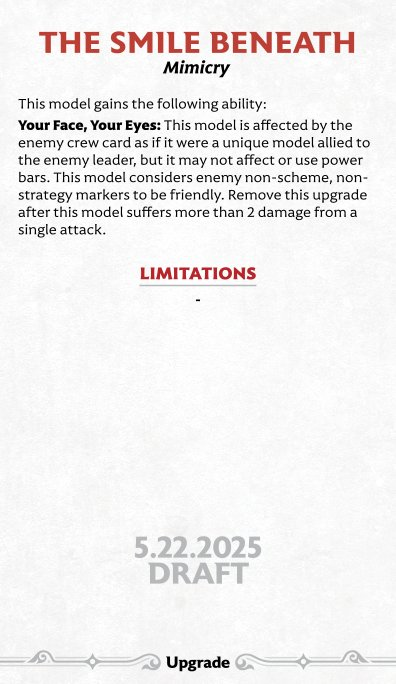 THE SMILE BENEATH
Mimicry
This model gains the following ability:
Your Face, Your Eyes: This model is affected by the
enemy crew card as if it were a unique model allied to
the enemy leader, but it may not affect or use power
bars. This model considers enemy non-scheme, non-
strategy markers to be friendly. Remove this upgrade
after this model suffers more than 2 damage from a
single attack.
LIMITATIONS
-
5.22.2025
DRAFT
Upgrade